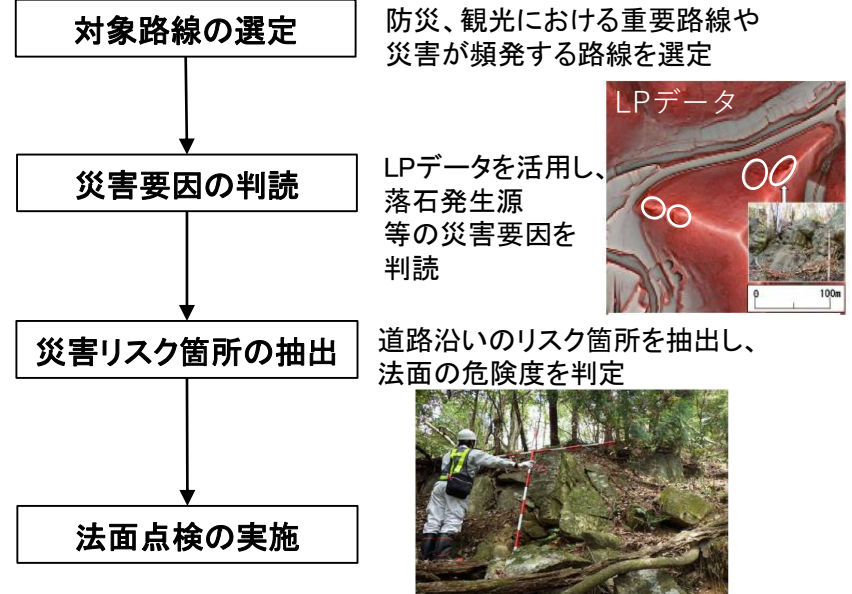 対象路線の選定
防災、観光における重要路線や
災害が頻発する路線を選定
LPデータ
災害要因の判読
LPデータを活用し、
落石発生源
等の災害要因を
判読
0 100m
災害リスク箇所の抽出
道路沿いのリスク箇所を抽出し、
法面の危険度を判定
法面点検の実施